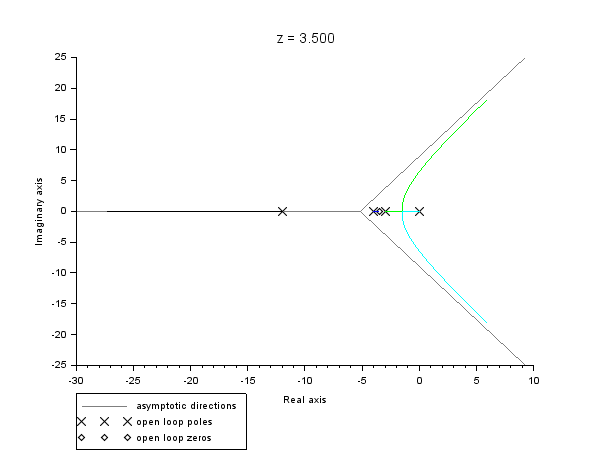 z = 3.500
25
20
15
10
5
0
-5
-10
-15
-20
-25
Imaginary axis
-30 -25 -20 -15 -10 -5 0 5 10
Real axis
asymptotic directions
open loop poles
open loop zeros